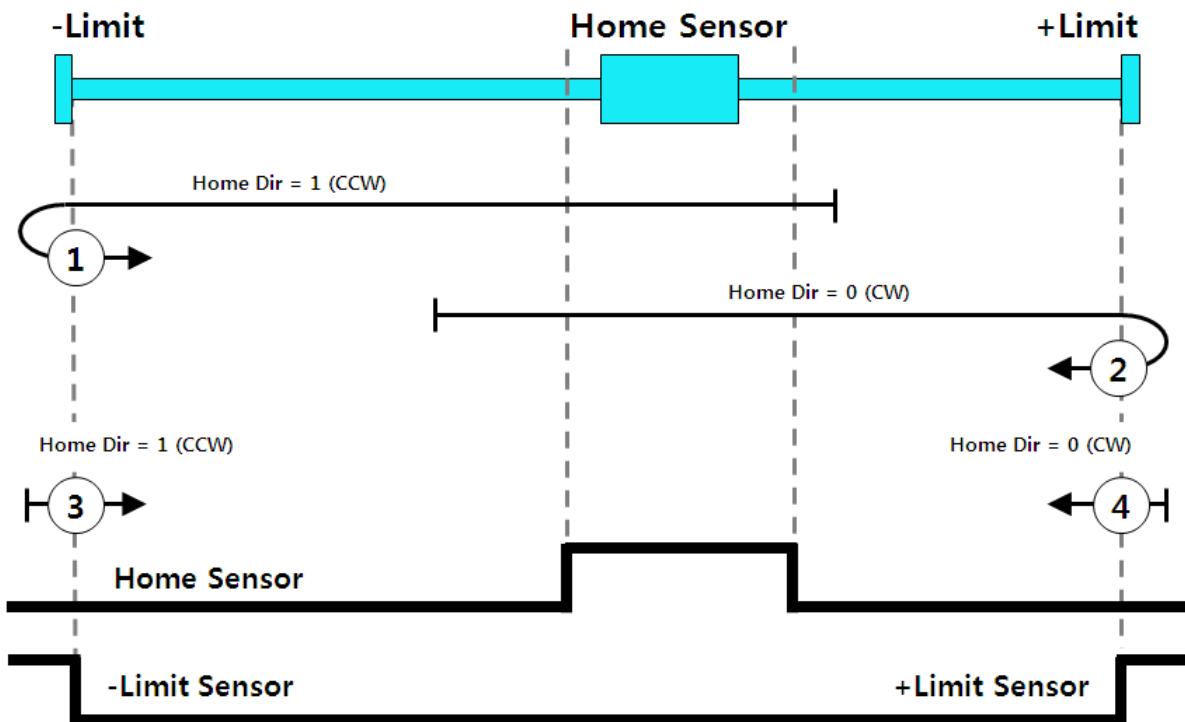 -Limit
Home Sensor
+Limit
Home Dir = 1 (CCW)
1
Home Dir = 0 (CW)
2
Home Dir = 1 (CCW)
Home Dir = 0 (CW)
3
4
Home Sensor
-Limit Sensor
+Limit Sensor